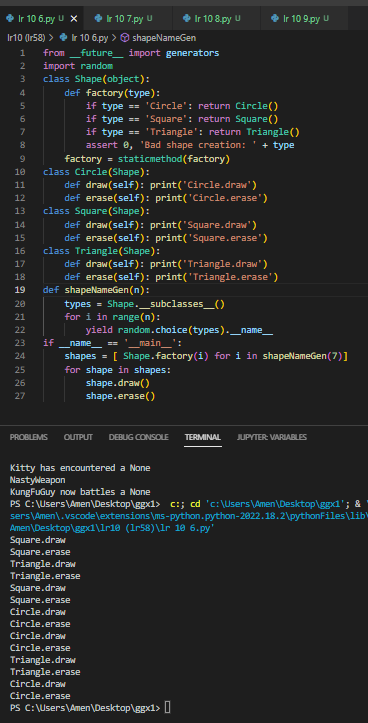 lr 10 6.py U X lr 10 7.py U lr 10 8.py U lr 10 9.py U
lr10 (lr58) > lr 10 6.py > shapeNameGen
1 from __future__ import generators
2 import random
3 class Shape(object):
4 def factory(type):
5 if type == 'Circle': return Circle()
6 if type == 'Square': return Square()
7 if type == 'Triangle': return Triangle()
8 assert 0, 'Bad shape creation: ' + type
9 factory = staticmethod(factory)
10 class Circle(Shape):
11 def draw(self): print('Circle.draw')
12 def erase(self): print('Circle.erase')
13 class Square(Shape):
14 def draw(self): print('Square.draw')
15 def erase(self): print('Square.erase')
16 class Triangle(Shape):
17 def draw(self): print('Triangle.draw')
18 def erase(self): print('Triangle.erase')
19 def shapeNameGen(n):
20 types = Shape.__subclasses__()
21 for i in range(n):
22 yield random.choice(types).__name__
23 if __name__ == '__main__':
24 shapes = [ Shape.factory(i) for i in shapeNameGen(7)]
25 for shape in shapes:
26 shape.draw()
27 shape.erase()
PROBLEMS OUTPUT DEBUG CONSOLE TERMINAL JUPYTER: VARIABLES
Kitty has encountered a None
NastyWeapon
KungFuGuy now battles a None
PS C:\Users\Amen\Desktop\ggx1> c:; cd 'c:\Users\Amen\Desktop\ggx1'; & '
sers\Amen\.vscode\extensions\ms-python.python-2022.18.2\pythonFiles\lib\
Amen\Desktop\ggx1\lr10 (lr58)\lr 10 6.py'
Square.draw
Square.erase
Triangle.draw
Triangle.erase
Square.draw
Square.erase
Circle.draw
Circle.erase
Circle.draw
Circle.erase
Triangle.draw
Triangle.erase
Circle.draw
Circle.erase
PS C:\Users\Amen\Desktop\ggx1>